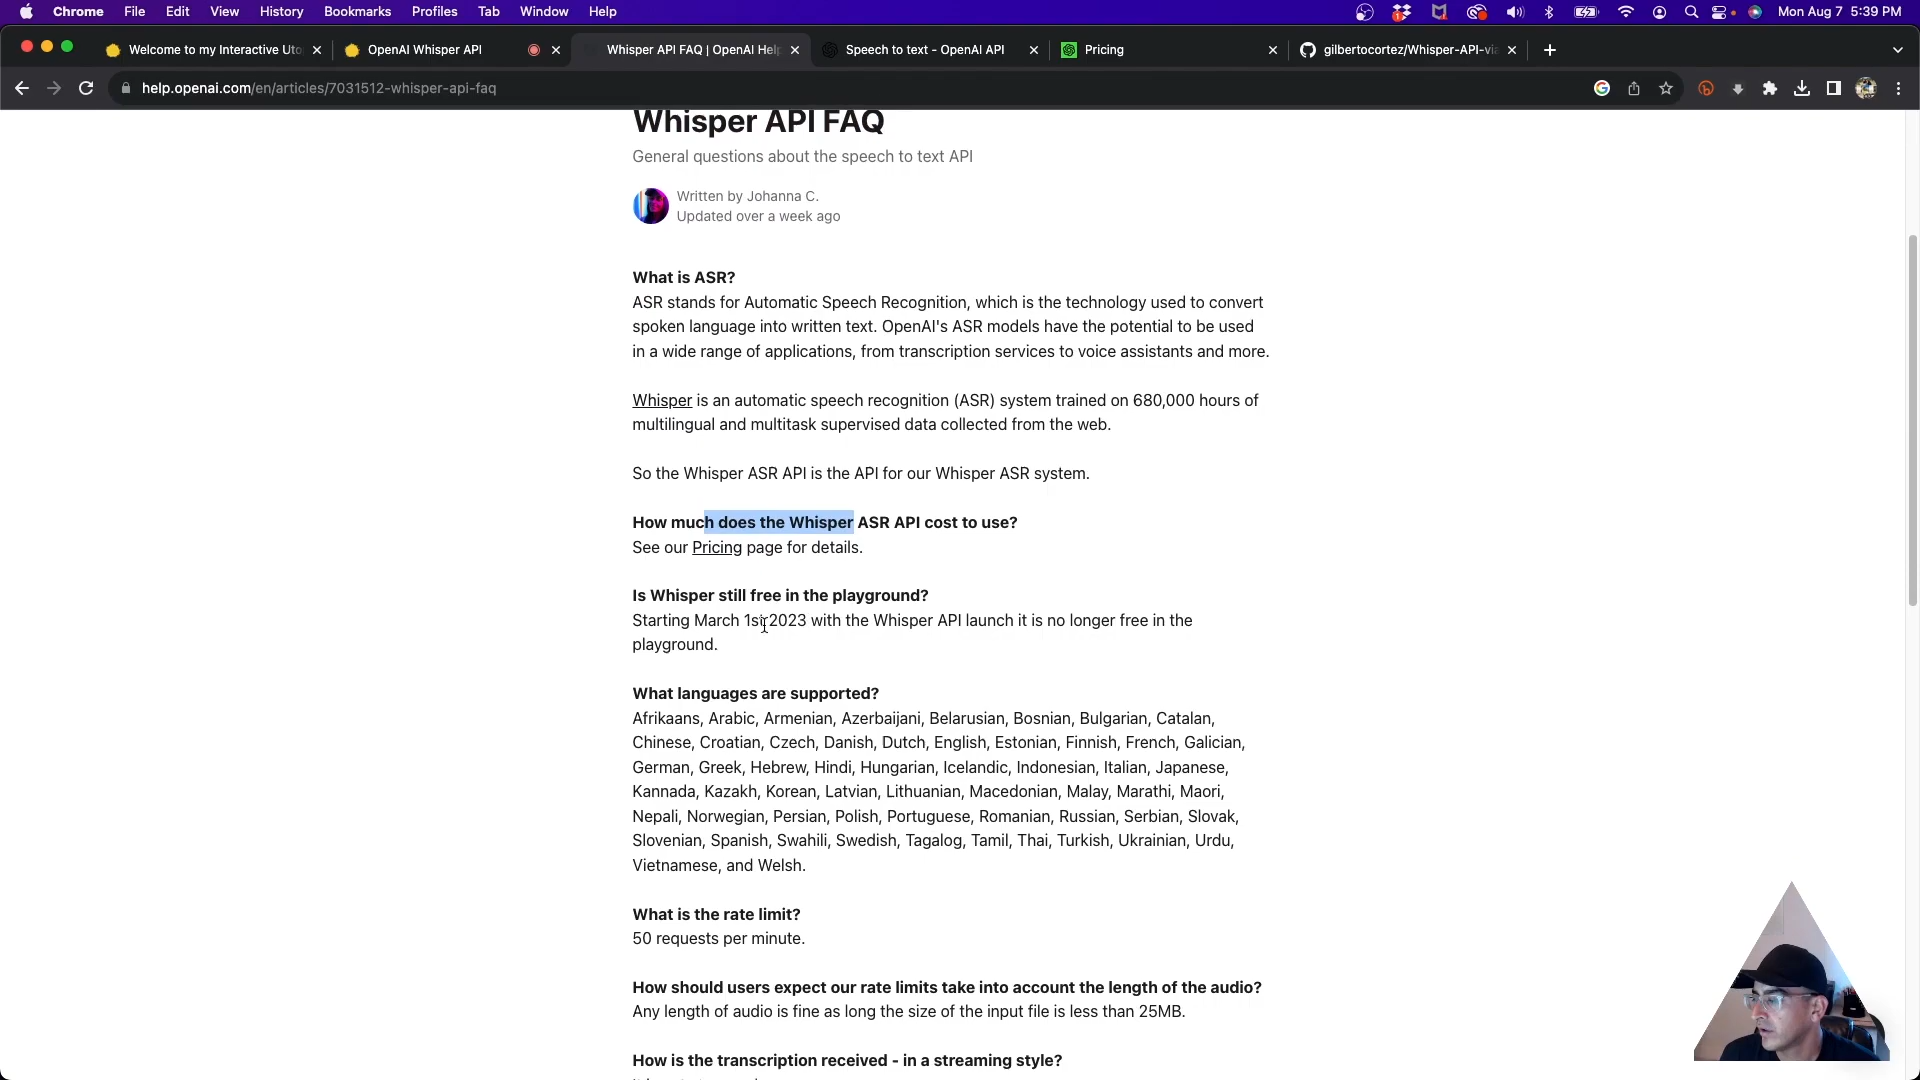 Chrome File Edit View History Bookmarks Profiles Tab Window Help Mon Aug 7 5:39 PM
Welcome to my Interactive Uto
OpenAI Whisper API
Whisper API FAQ | OpenAI Help
Speech to text - OpenAI API
Pricing
gilbertocortez/Whisper-API-via
help.openai.com/en/articles/7031512-whisper-api-faq
Whisper API FAQ
General questions about the speech to text API
Written by Johanna C.
Updated over a week ago
What is ASR?
ASR stands for Automatic Speech Recognition, which is the technology used to convert
spoken language into written text. OpenAI's ASR models have the potential to be used
in a wide range of applications, from transcription services to voice assistants and more.
Whisper is an automatic speech recognition (ASR) system trained on 680,000 hours of
multilingual and multitask supervised data collected from the web.
So the Whisper ASR API is the API for our Whisper ASR system.
How much does the Whisper ASR API cost to use?
See our Pricing page for details.
Is Whisper still free in the playground?
Starting March 1st 2023 with the Whisper API launch it is no longer free in the
playground.
What languages are supported?
Afrikaans, Arabic, Armenian, Azerbaijani, Belarusian, Bosnian, Bulgarian, Catalan,
Chinese, Croatian, Czech, Danish, Dutch, English, Estonian, Finnish, French, Galician,
German, Greek, Hebrew, Hindi, Hungarian, Icelandic, Indonesian, Italian, Japanese,
Kannada, Kazakh, Korean, Latvian, Lithuanian, Macedonian, Malay, Marathi, Maori,
Nepali, Norwegian, Persian, Polish, Portuguese, Romanian, Russian, Serbian, Slovak,
Slovenian, Spanish, Swahili, Swedish, Tagalog, Tamil, Thai, Turkish, Ukrainian, Urdu,
Vietnamese, and Welsh.
What is the rate limit?
50 requests per minute.
How should users expect our rate limits take into account the length of the audio?
Any length of audio is fine as long the size of the input file is less than 25MB.
How is the transcription received - in a streaming style?